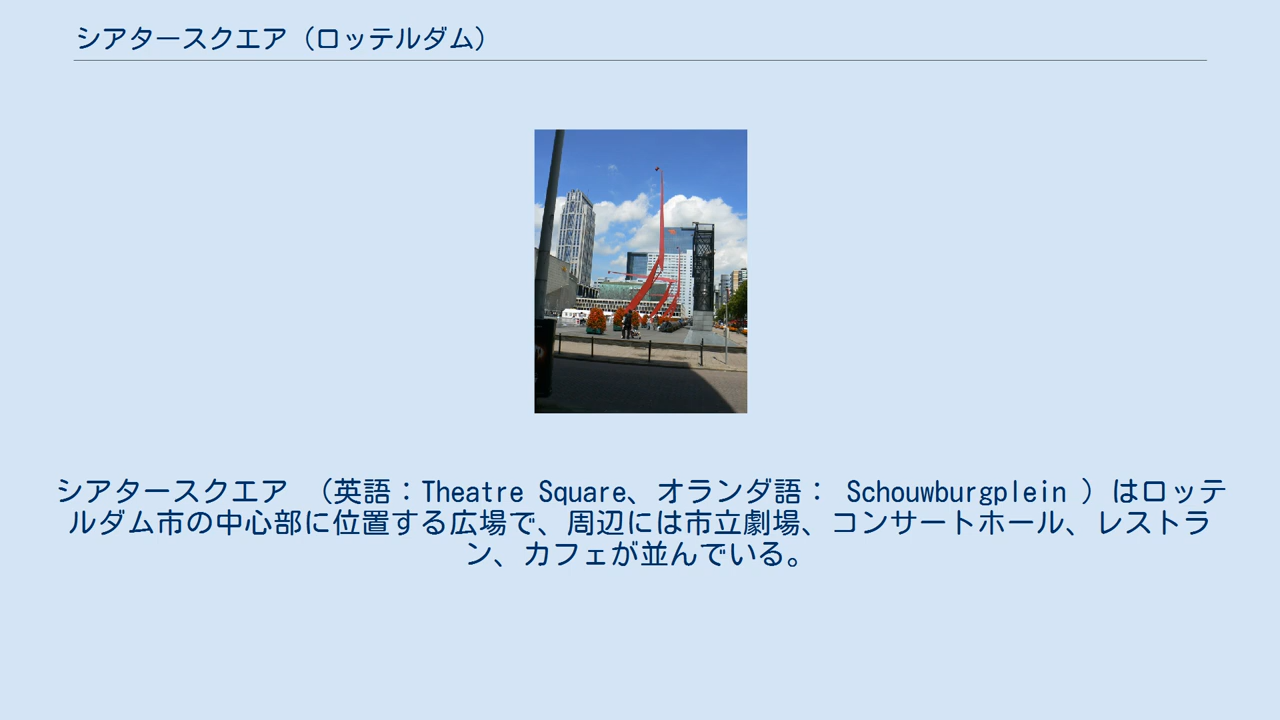 シアタースクエア（ロッテルダム）
シアタースクエア （英語：Theatre Square、オランダ語： Schouwburgplein ）はロッテ
ルダム市の中心部に位置する広場で、周辺には市立劇場、コンサートホール、レストラ
ン、カフェが並んでいる。